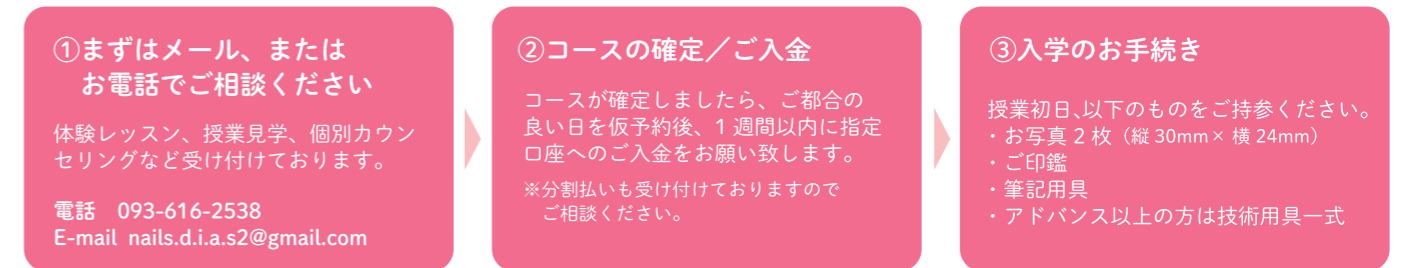 ①まずはメール、または
お電話でご相談ください
体験レッスン、授業見学、個別カウン
セリングなど受け付けております。
電話　093-616-2538
E-mail nails.d.i.a.s2@gmail.com
②コースの確定／ご入金
コースが確定しましたら、ご都合の
良い日を仮予約後、1 週間以内に指定
口座へのご入金をお願い致します。
※分割払いも受け付けておりますので
ご相談ください。
③入学のお手続き
授業初日、以下のものをご持参ください。
・お写真 2 枚（縦 30mm× 横 24mm）
・ご印鑑
・筆記用具
・アドバンス以上の方は技術用具一式